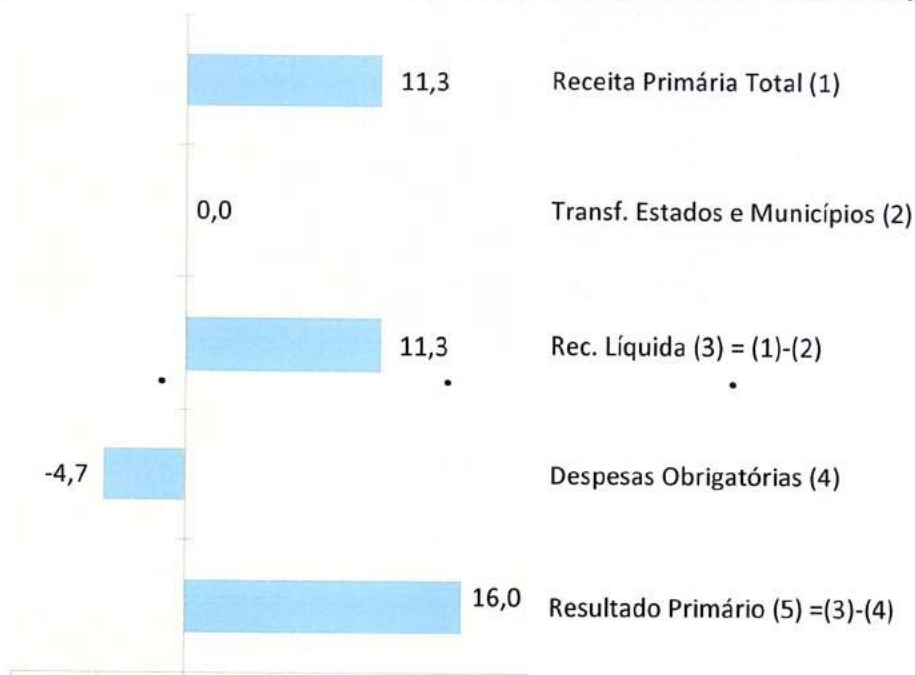 11,3 Receita Primária Total (1)
0,0 Transf. Estados e Municípios (2)
11,3 Rec. Líquida (3) = (1)-(2)
-4,7 Despesas Obrigatórias (4)
16,0 Resultado Primário (5) =(3)-(4)